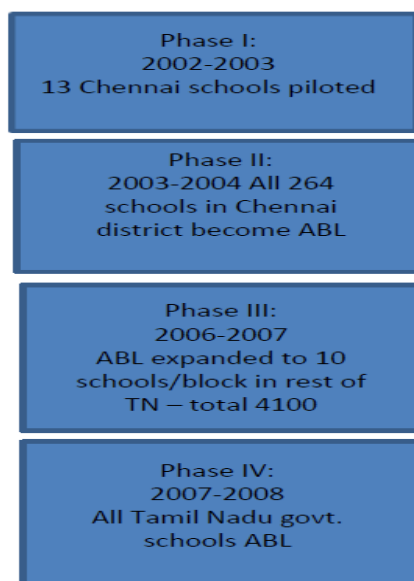 Phase I:
2002-2003
13 Chennai schools piloted
Phase II:
2003-2004 All 264
schools in Chennai
district become ABL
Phase III:
2006-2007
ABL expanded to 10
schools/block in rest of
TN – total 4100
Phase IV:
2007-2008
All Tamil Nadu govt.
schools ABL